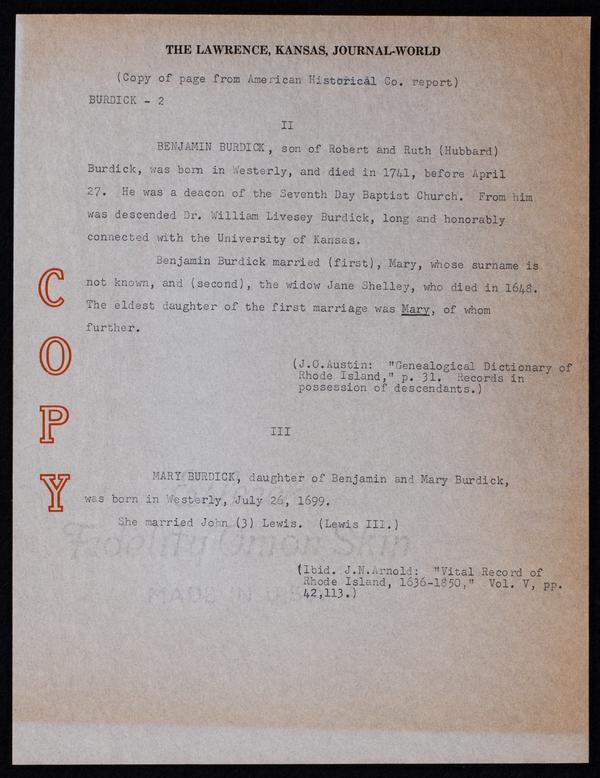 THE LAWRENCE, KANSAS, JOURNAL-WORLD
(Copy of page from American Historical Co. report)
BURDICK - 2
II
BENJAMIN BURDICK, son of Robert and Ruth (Hubbard)
Burdick, was born in Westerly, and died in 1741, before April
27. He was a deacon of the Seventh Day Baptist Church. From him
was descended Dr. William Livesey Burdick, long and honorably
connected with the University of Kansas.
Benjamin Burdick married (first), Mary, whose surname is
not known, and (second), the widow Jane Shelley, who died in 1648.
The eldest daughter of the first marriage was Mary, of whom
further.
(J.O.Austin: "Genealogical Dictionary of
Rhode Island," p. 31. Records in
possession of descendants.)
III
MARY BURDICK, daughter of Benjamin and Mary Burdick,
was born in Westerly, July 26, 1699.
She married John (3) Lewis. (Lewis III.)
(Ibid. J.N.Arnold: "Vital Record of
Rhode Island, 1636-1850," Vol. V, pp.
42,113.)
COPY
Fidelity Onion Skin
MADE IN U.S.